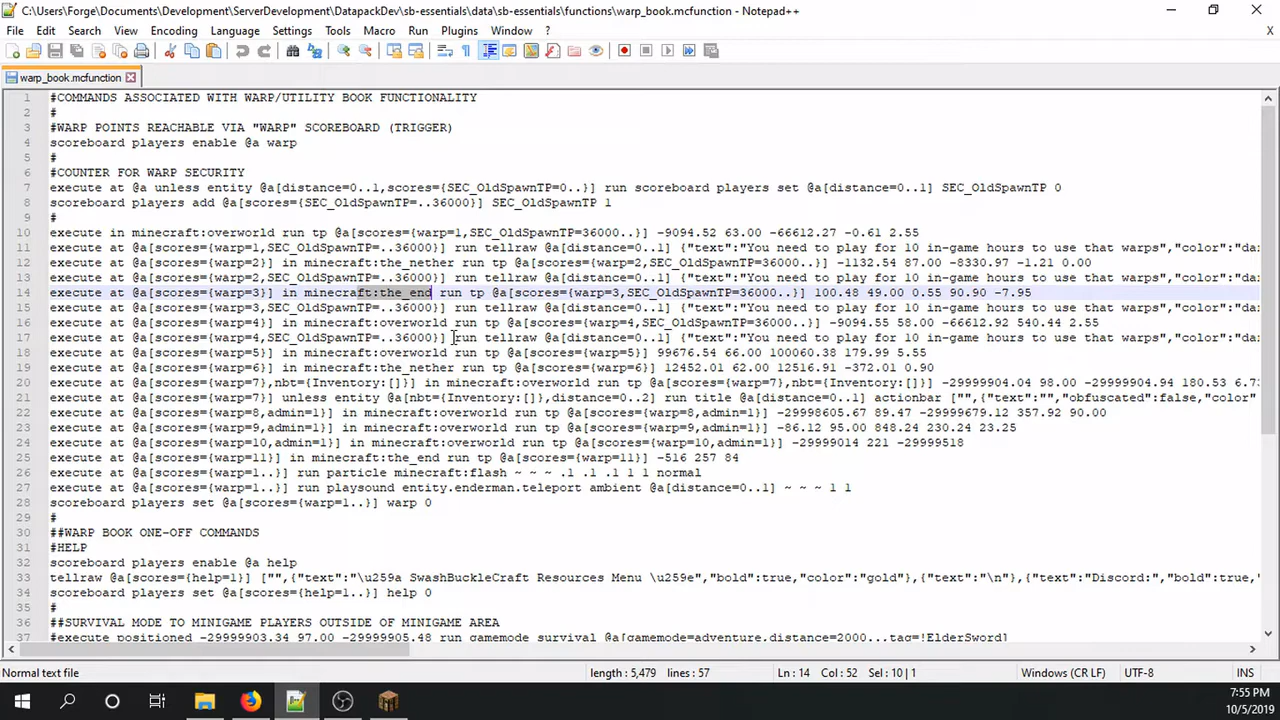 C:\Users\Forge\Documents\Development\ServerDevelopment\DatapackDev\sb-essentials\data\sb-essentials\functions\warp_book.mcfunction - Notepad++
File Edit Search View Encoding Language Settings Tools Macro Run Plugins Window ? X
warp_book.mcfunction
1 #COMMANDS ASSOCIATED WITH WARP/UTILITY BOOK FUNCTIONALITY
2 #
3 #WARP POINTS REACHABLE VIA "WARP" SCOREBOARD (TRIGGER)
4 scoreboard players enable @a warp
5 #
6 #COUNTER FOR WARP SECURITY
7 execute at @a unless entity @a[distance=0..1,scores={SEC_OldSpawnTP=0..}] run scoreboard players set @a[distance=0..1] SEC_OldSpawnTP 0
8 scoreboard players add @a[scores={SEC_OldSpawnTP=..36000}] SEC_OldSpawnTP 1
9 #
10 execute in minecraft:overworld run tp @a[scores={warp=1,SEC_OldSpawnTP=36000..}] -9094.52 63.00 -66612.27 -0.61 2.55
11 execute at @a[scores={warp=1,SEC_OldSpawnTP=..36000}] run tellraw @a[distance=0..1] {"text":"You need to play for 10 in-game hours to use that warps","color":"da
12 execute at @a[scores={warp=2}] in minecraft:the_nether run tp @a[scores={warp=2,SEC_OldSpawnTP=36000..}] -1132.54 87.00 -8330.97 -1.21 0.00
13 execute at @a[scores={warp=2,SEC_OldSpawnTP=..36000}] run tellraw @a[distance=0..1] {"text":"You need to play for 10 in-game hours to use that warps","color":"da
14 execute at @a[scores={warp=3}] in minecraft:the_end run tp @a[scores={warp=3,SEC_OldSpawnTP=36000..}] 100.48 49.00 0.55 90.90 -7.95
15 execute at @a[scores={warp=3,SEC_OldSpawnTP=..36000}] run tellraw @a[distance=0..1] {"text":"You need to play for 10 in-game hours to use that warps","color":"da
16 execute at @a[scores={warp=4}] in minecraft:overworld run tp @a[scores={warp=4,SEC_OldSpawnTP=36000..}] -9094.55 58.00 -66612.92 540.44 2.55
17 execute at @a[scores={warp=4,SEC_OldSpawnTP=..36000}] run tellraw @a[distance=0..1] {"text":"You need to play for 10 in-game hours to use that warps","color":"da
18 execute at @a[scores={warp=5}] in minecraft:overworld run tp @a[scores={warp=5}] 99676.54 66.00 100060.38 179.99 5.55
19 execute at @a[scores={warp=6}] in minecraft:the_nether run tp @a[scores={warp=6}] 12452.01 62.00 12516.91 -372.01 0.90
20 execute at @a[scores={warp=7},nbt={Inventory:[]}] in minecraft:overworld run tp @a[scores={warp=7},nbt={Inventory:[]}] -29999904.04 98.00 -29999904.94 180.53 6.7
21 execute at @a[scores={warp=7}] unless entity @a[nbt={Inventory:[]},distance=0..2] run title @a[distance=0..1] actionbar ["",{"text":"","obfuscated":false,"color"
22 execute at @a[scores={warp=8,admin=1}] in minecraft:overworld run tp @a[scores={warp=8,admin=1}] -29998605.67 89.47 -29999679.12 357.92 90.00
23 execute at @a[scores={warp=9,admin=1}] in minecraft:overworld run tp @a[scores={warp=9,admin=1}] -86.12 95.00 848.24 230.24 23.25
24 execute at @a[scores={warp=10,admin=1}] in minecraft:overworld run tp @a[scores={warp=10,admin=1}] -29999014 221 -29999518
25 execute at @a[scores={warp=11}] in minecraft:the_end run tp @a[scores={warp=11}] -516 257 84
26 execute at @a[scores={warp=1..}] run particle minecraft:flash ~ ~ ~ .1 .1 .1 1 1 normal
27 execute at @a[scores={warp=1..}] run playsound entity.enderman.teleport ambient @a[distance=0..1] ~ ~ ~ 1 1
28 scoreboard players set @a[scores={warp=1..}] warp 0
29 #
30 ##WARP BOOK ONE-OFF COMMANDS
31 #HELP
32 scoreboard players enable @a help
33 tellraw @a[scores={help=1}] ["",{"text":"\u259a SwashBuckleCraft Resources Menu \u259e","bold":true,"color":"gold"},{"text":"\n"},{"text":"Discord:","bold":true,
34 scoreboard players set @a[scores={help=1..}] help 0
35 #
36 ##SURVIVAL MODE TO MINIGAME PLAYERS OUTSIDE OF MINIGAME AREA
37 #execute positioned -29999903.34 97.00 -29999905.48 run gamemode survival @a[gamemode=adventure,distance=2000..,tag=!ElderSword]
Normal text file length : 5,479 lines : 57 Ln : 14 Col : 52 Sel : 10 | 1 Windows (CR LF) UTF-8 INS
7:55 PM
10/5/2019